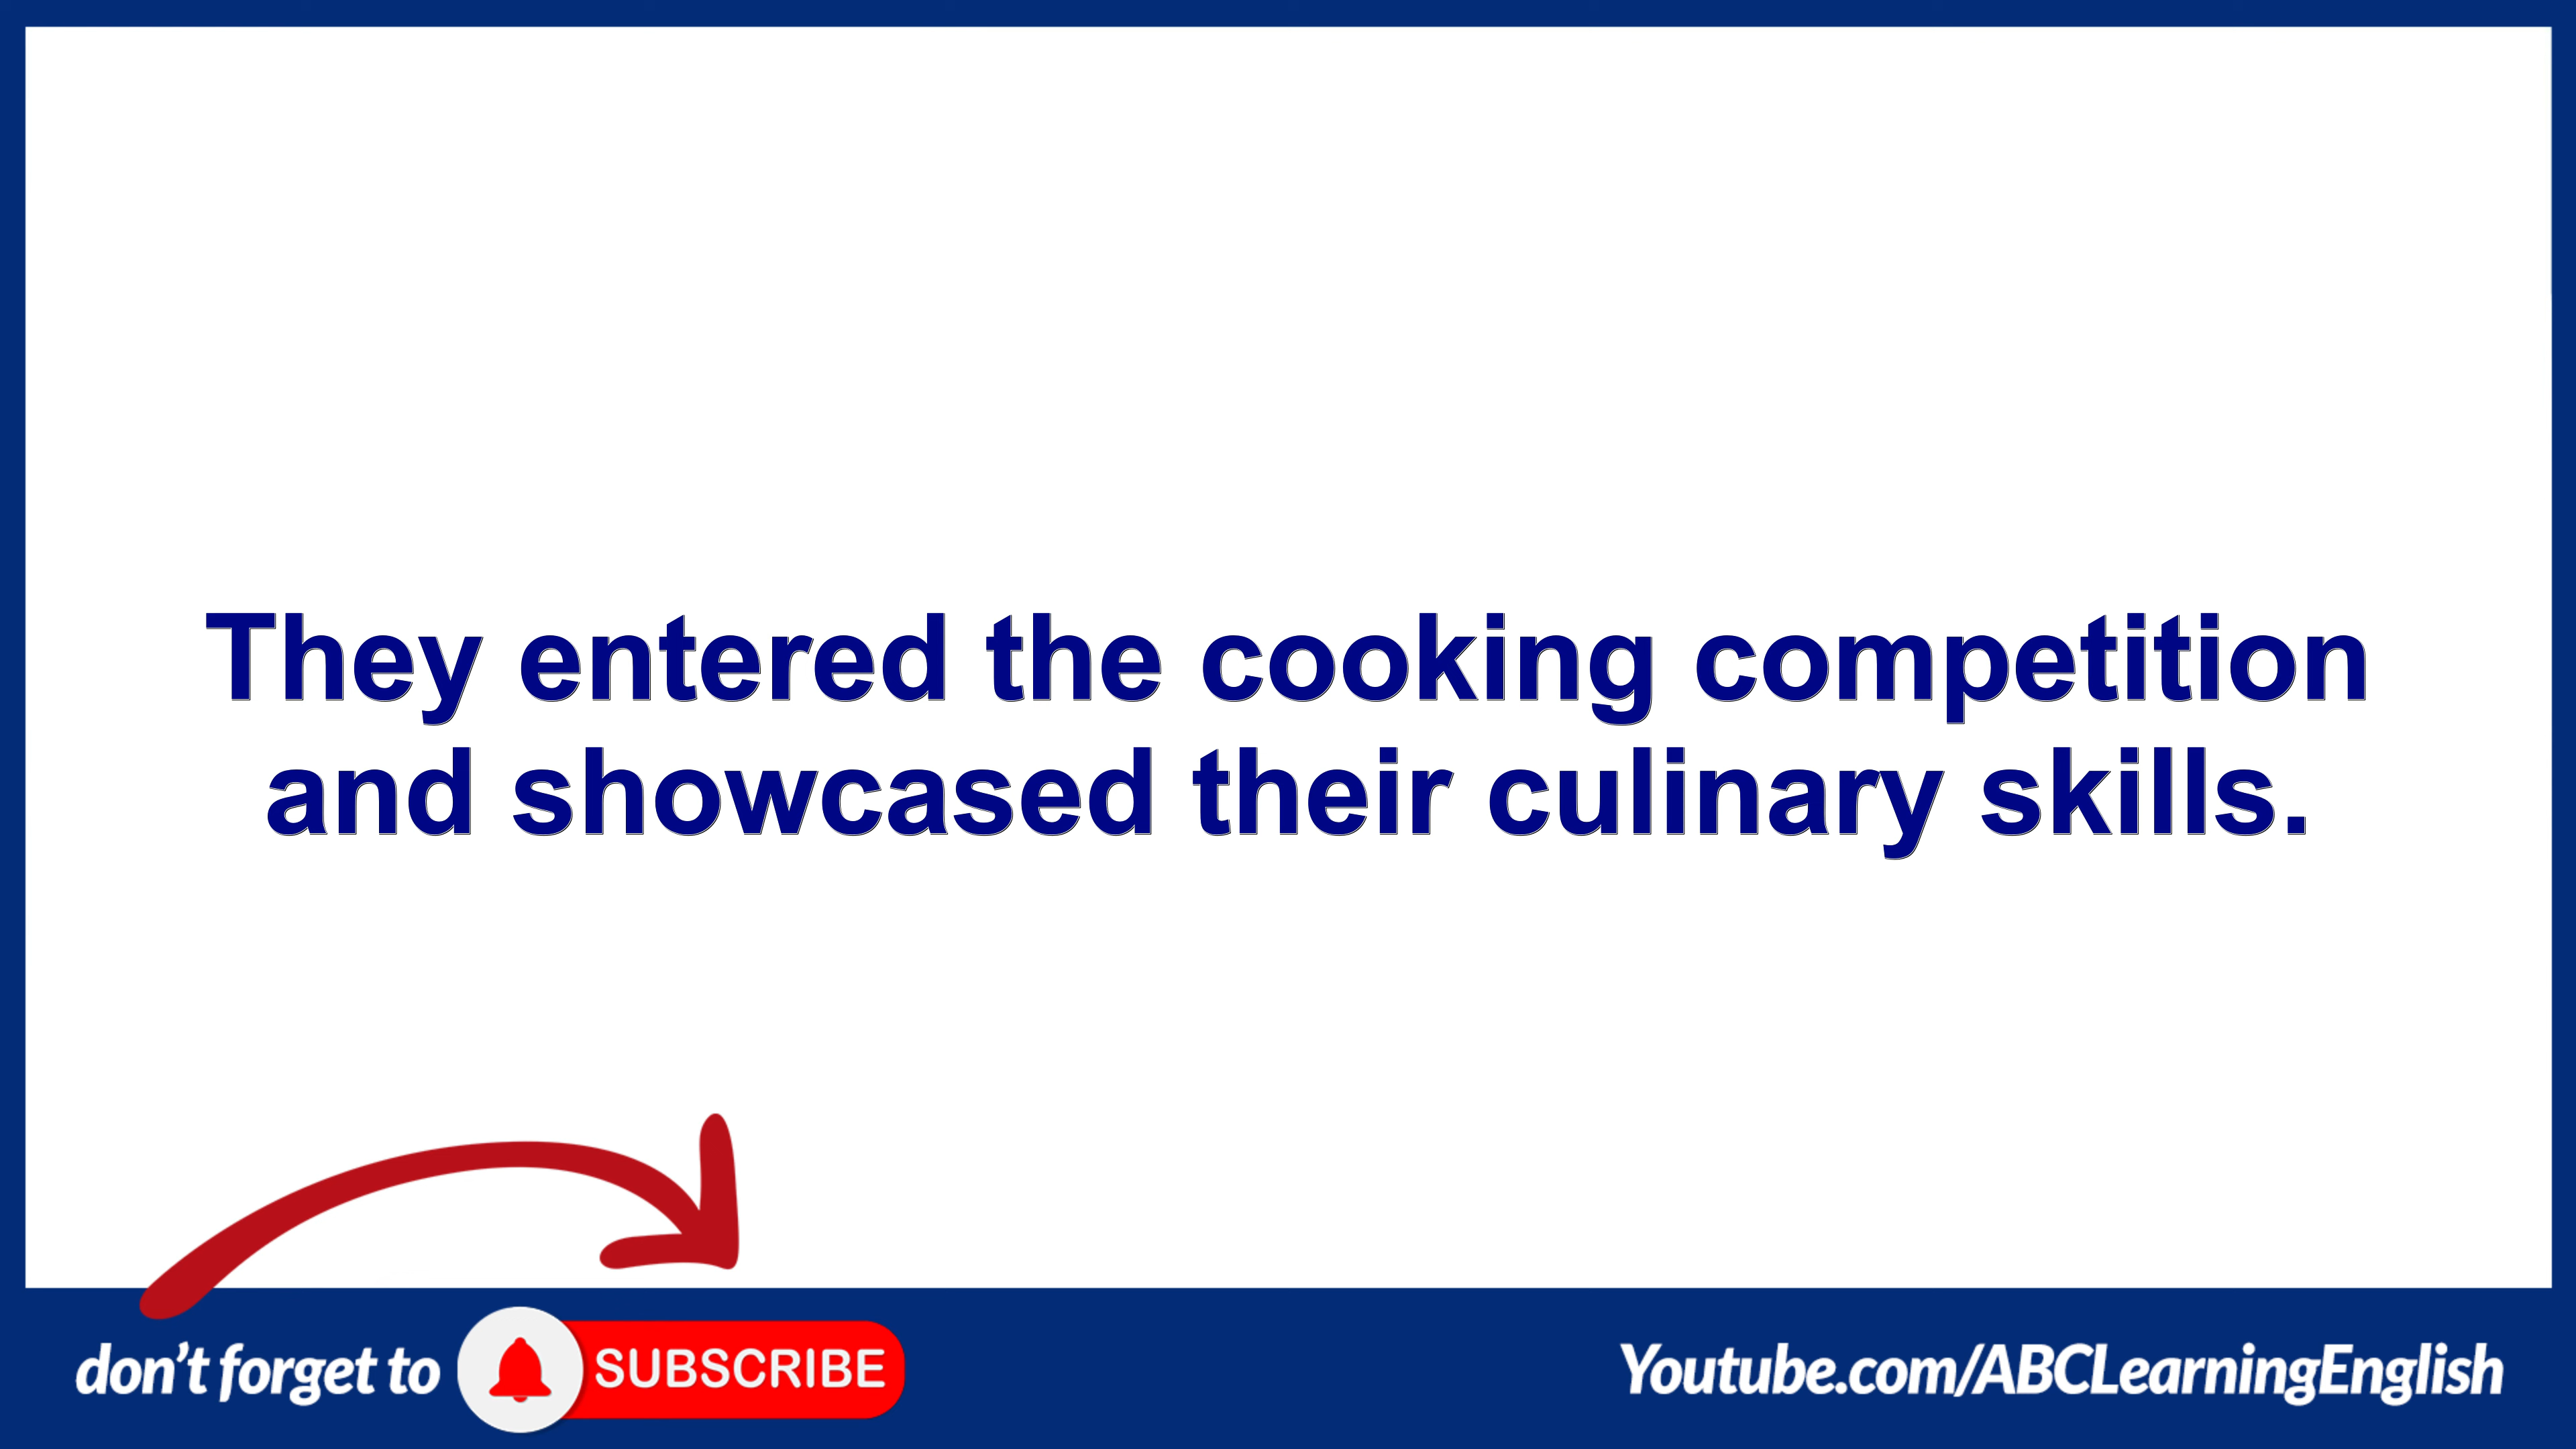 They entered the cooking competition
and showcased their culinary skills.
don't forget to SUBSCRIBE
Youtube.com/ABCLearningEnglish